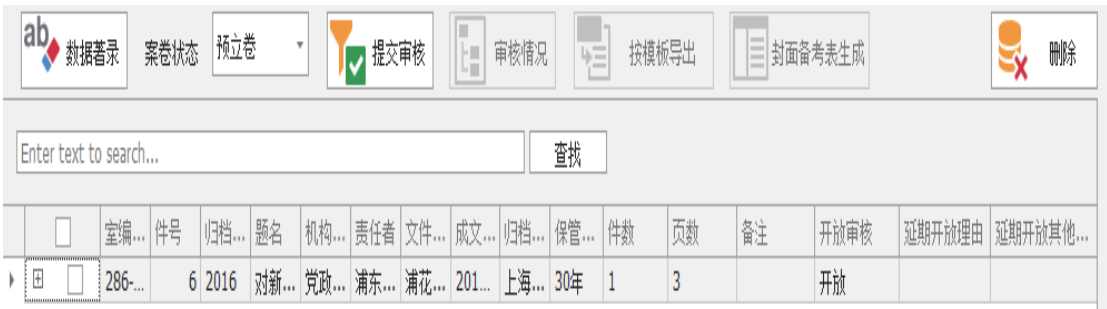 ab 数据著录 案卷状态 预立卷 提交审核 审核情况 按模板导出 封面备考表生成 删除
Enter text to search... 查找
室编... 件号 归档... 题名 机构... 责任者 文件... 成文... 归档... 保管... 件数 页数 备注 开放审核 延期开放理由 延期开放其他...
286-... 6 2016 对新... 党政... 浦东... 浦花... 201... 上海... 30年 1 3 开放